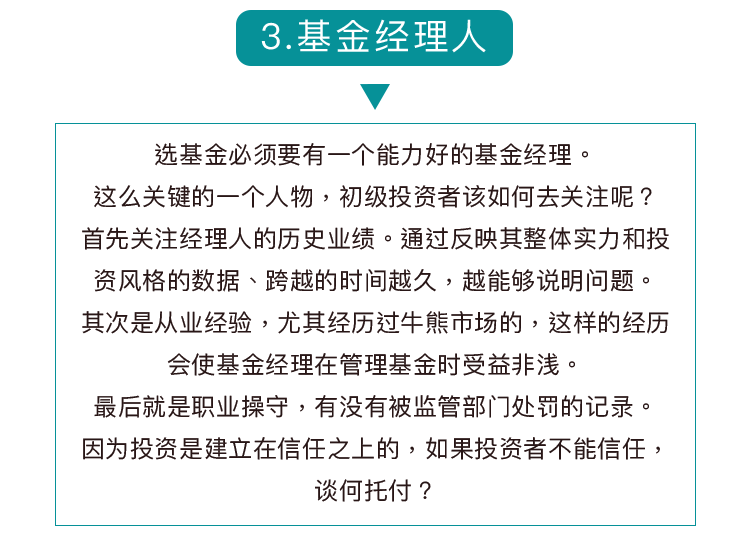 3.基金经理人
选基金必须要有一个能力好的基金经理。
这么关键的一个人物，初级投资者该如何去关注呢？
首先关注经理人的历史业绩。通过反映其整体实力和投
资风格的数据、跨越的时间越久，越能够说明问题。
其次是从业经验，尤其经历过牛熊市场的，这样的经历
会使基金经理在管理基金时受益非浅。
最后就是职业操守，有没有被监管部门处罚的记录。
因为投资是建立在信任之上的，如果投资者不能信任，
谈何托付？